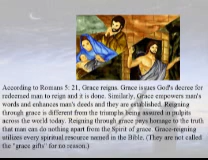 According to Romans 5: 21, Grace reigns. Grace issues God's decree for
redeemed man to reign and it is done. Similarly, Grace empowers man's
words and enhances man's deeds and they are established. Reigning
through grace is different from the triumphs being assured in pulpits
across the world today. Reigning through grace pays homage to the truth
that man can do nothing apart from the Spirit of grace. Grace-reigning
utilizes every spiritual resource named in the Bible. (They are not called
the "grace gifts" for no reason.)